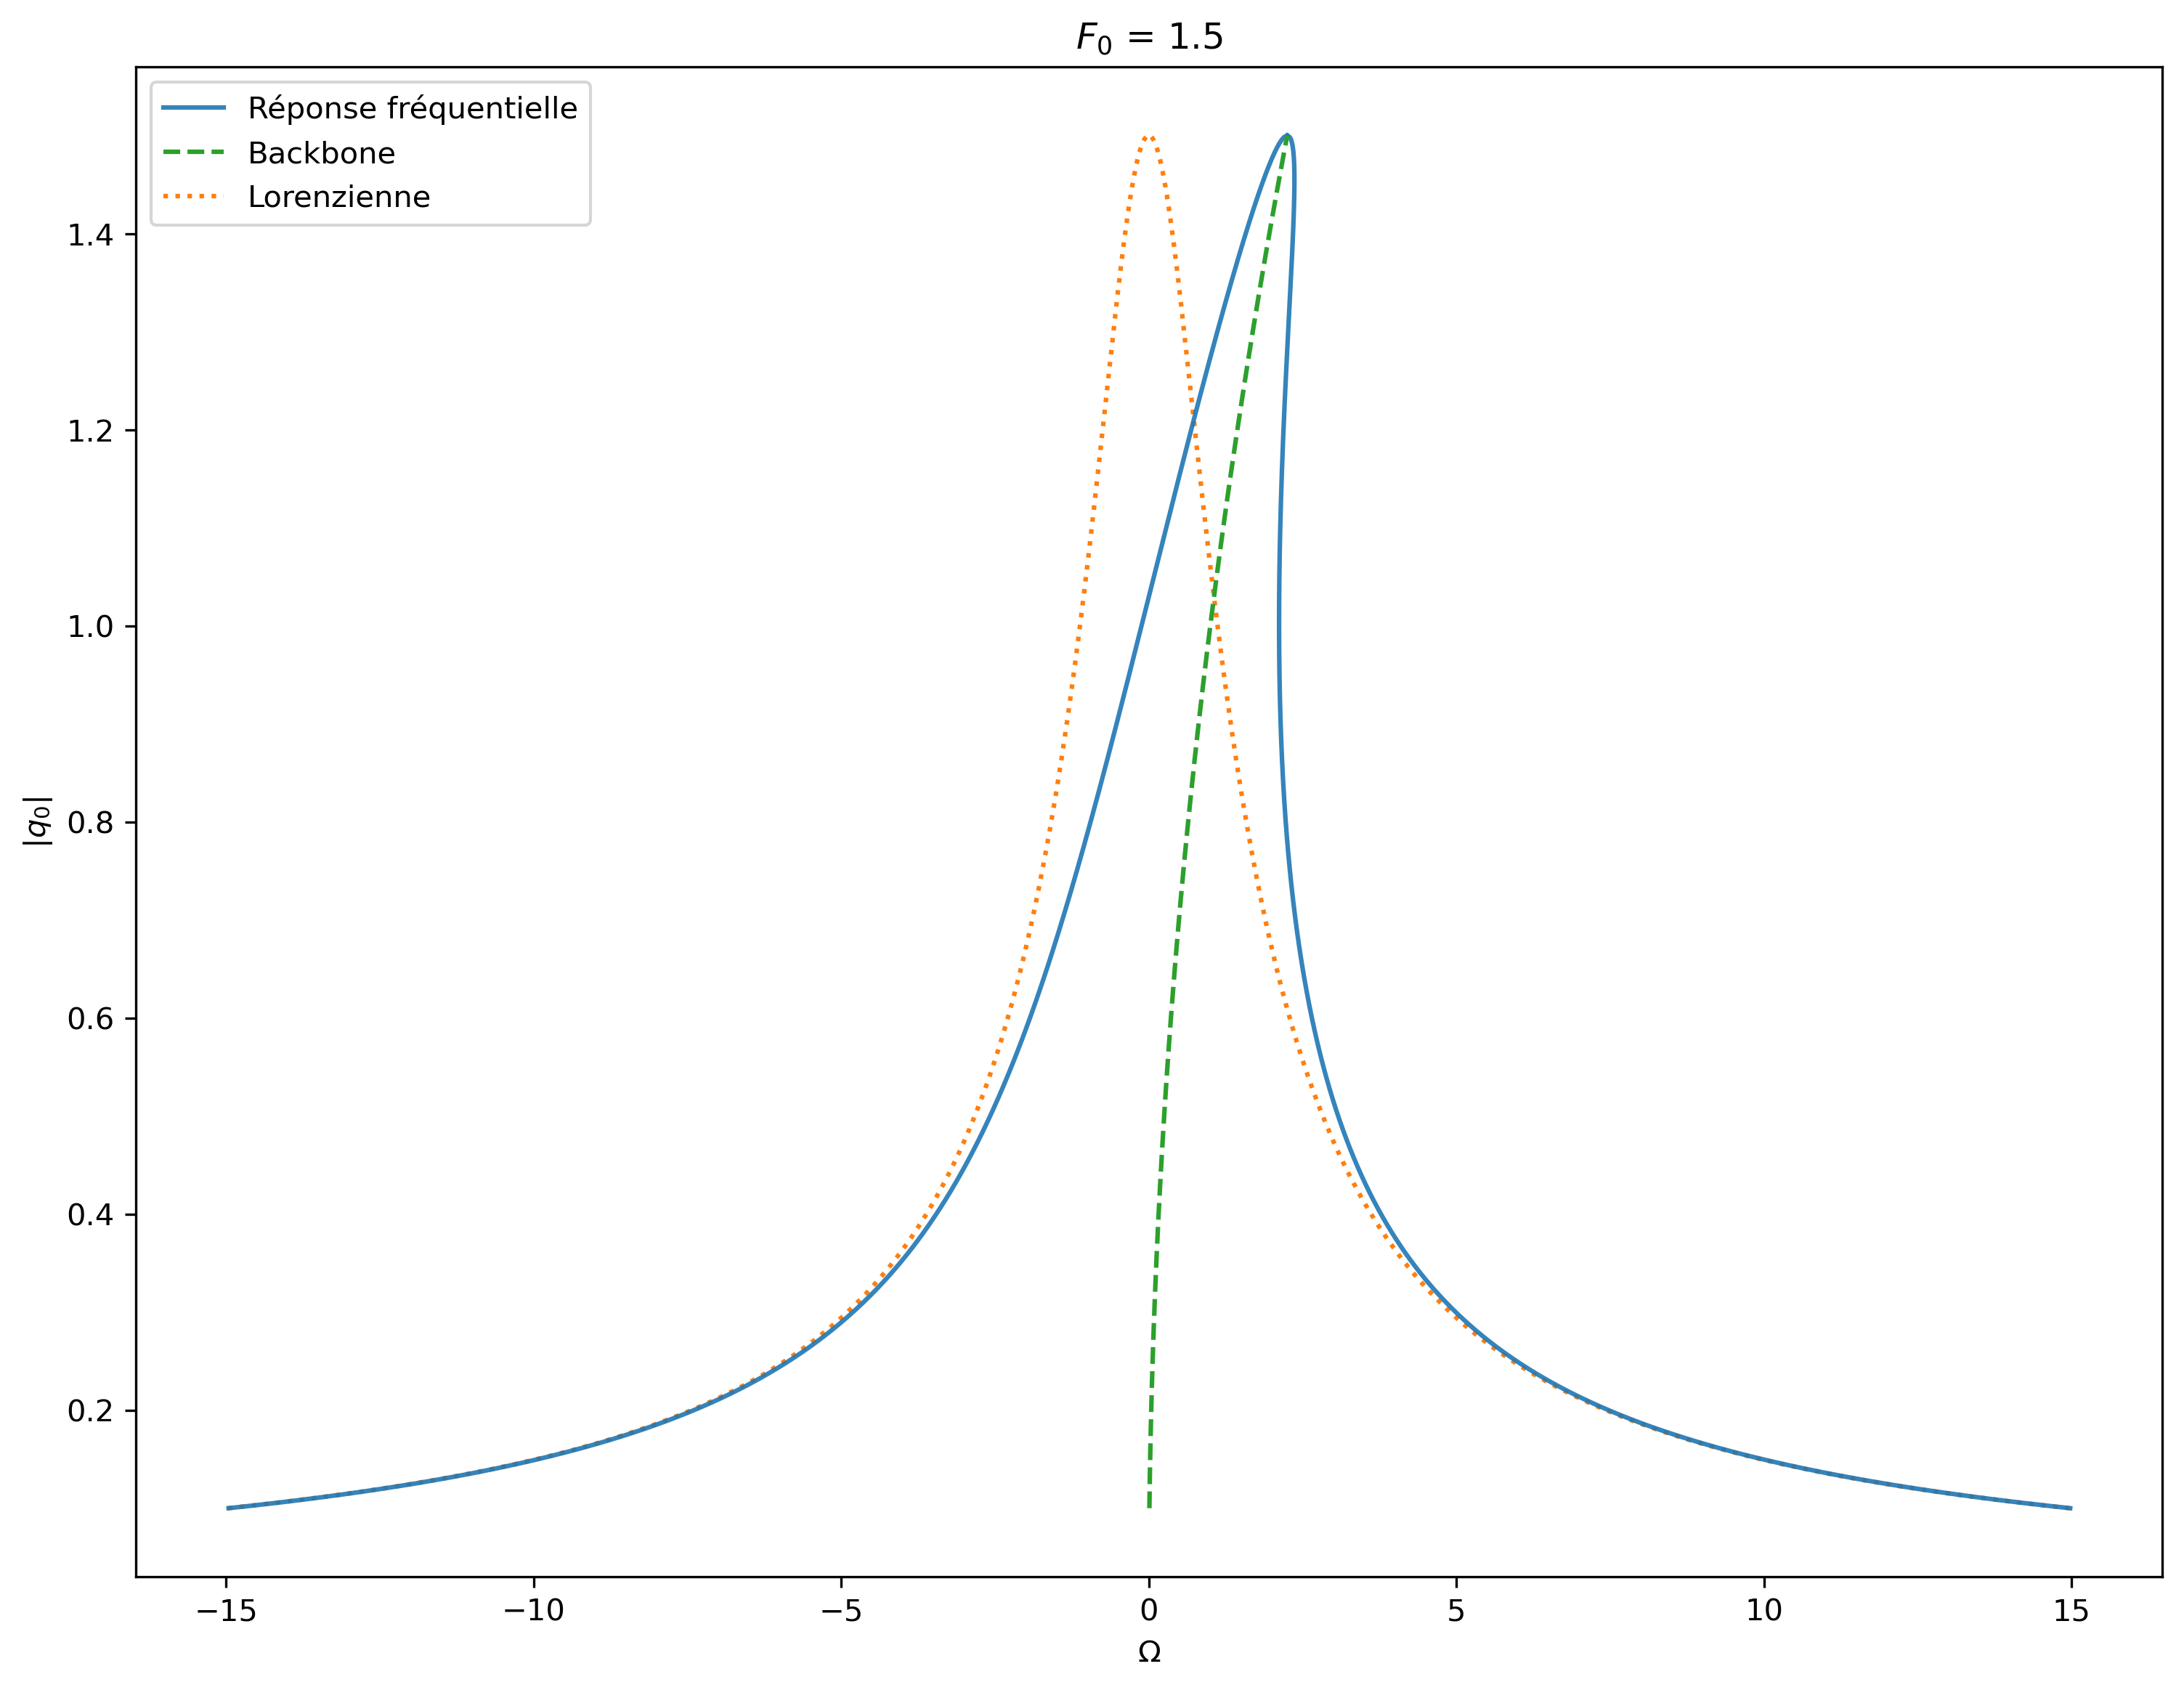 F₀ = 1.5
Réponse fréquentielle
Backbone
Lorenzienne
|q₀|
1.4
1.2
1.0
0.8
0.6
0.4
0.2
−15 −10 −5 0 5 10 15
Ω